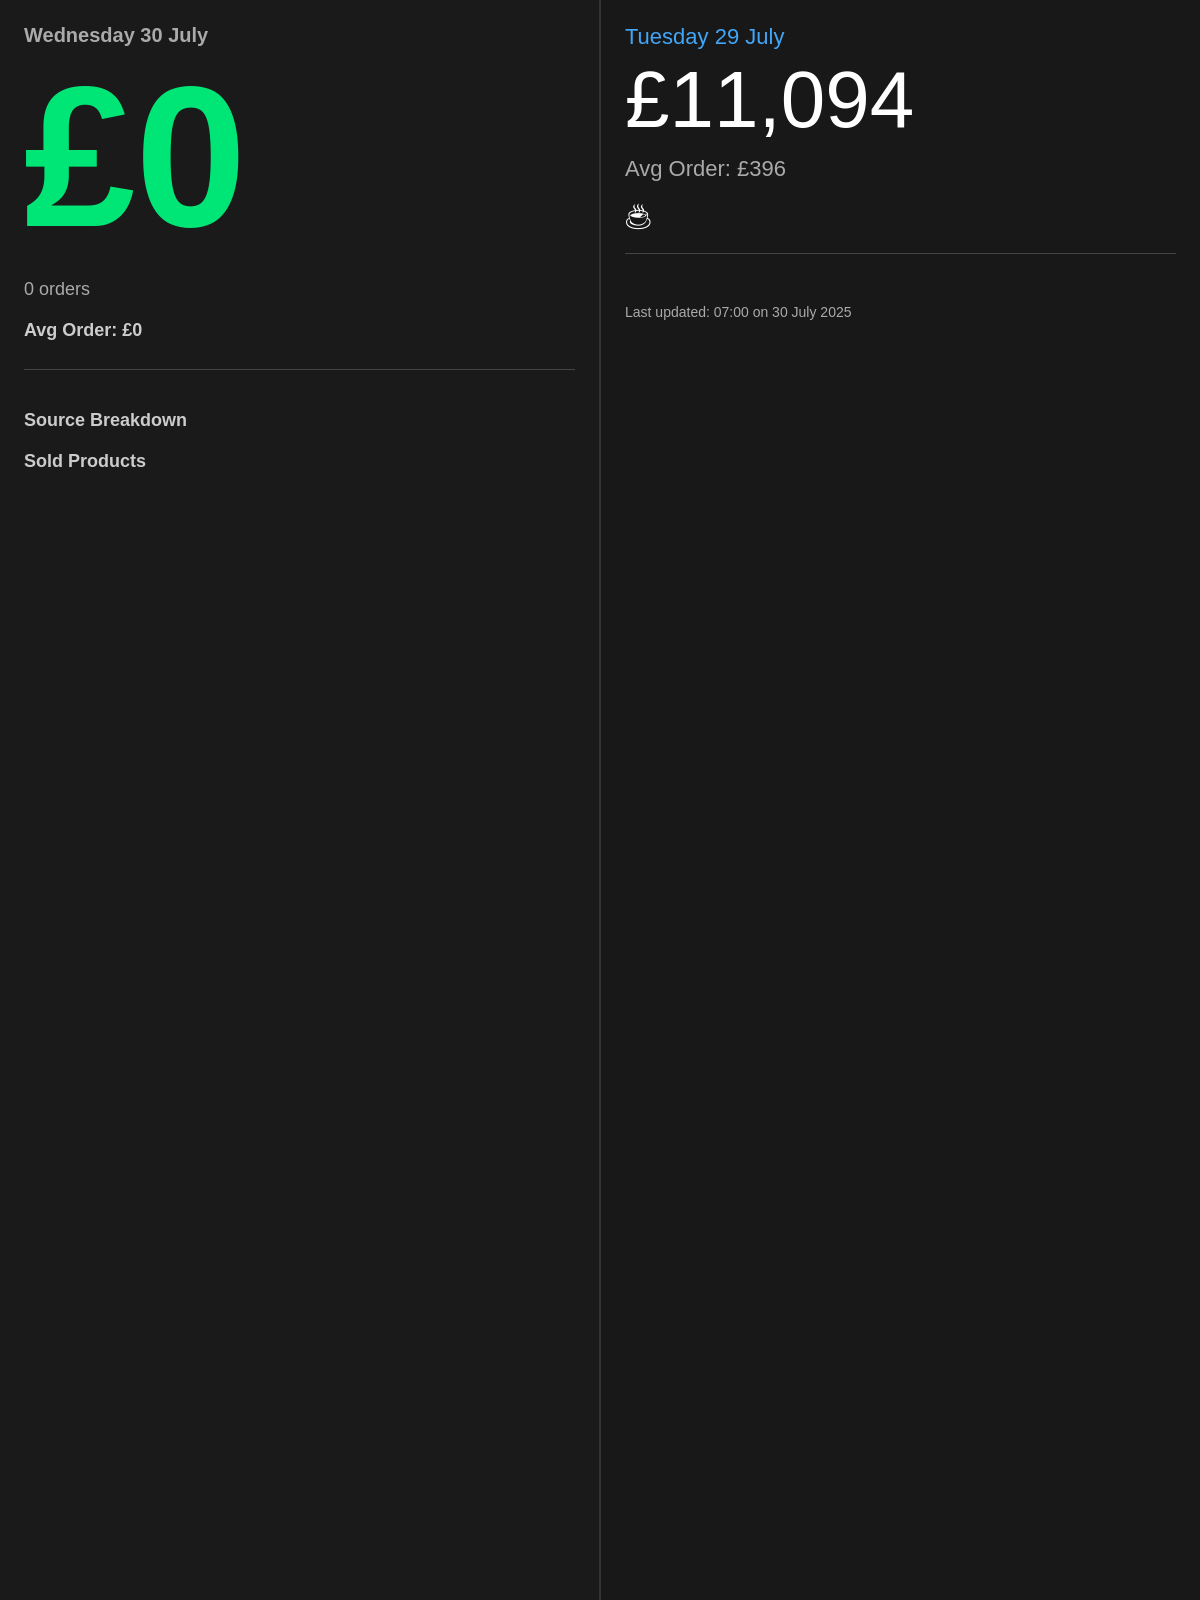 Wednesday 30 July
£0
0 orders
Avg Order: £0
Source Breakdown
Sold Products
Tuesday 29 July
£11,094
Avg Order: £396
☕
Last updated: 07:00 on 30 July 2025